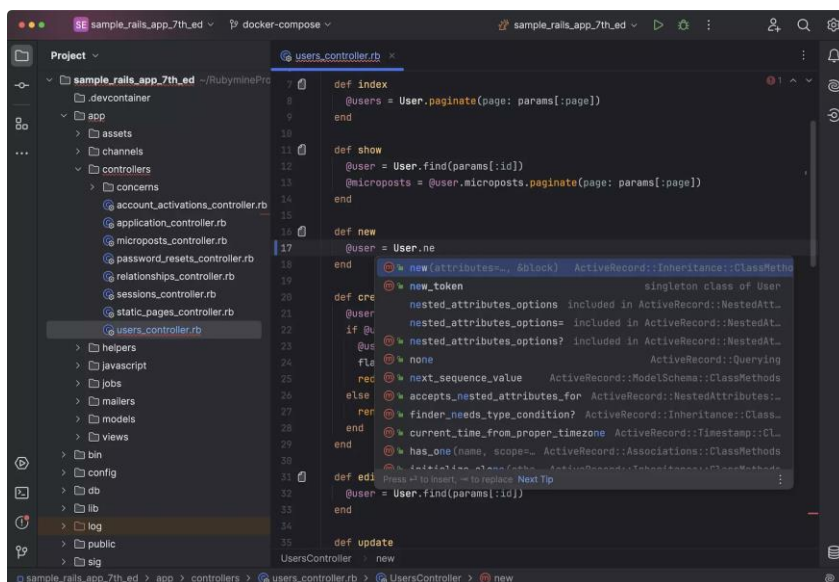 SE sample_rails_app_7th_ed docker-compose sample_rails_app_7th_ed
Project
users_controller.rb
sample_rails_app_7th_ed ~/RubyminePro
.devcontainer
app
assets
channels
controllers
concerns
account_activations_controller.rb
application_controller.rb
microposts_controller.rb
password_resets_controller.rb
relationships_controller.rb
sessions_controller.rb
static_pages_controller.rb
users_controller.rb
helpers
javascript
jobs
mailers
models
views
bin
config
db
lib
log
public
sig
1
7 def index
8 @users = User.paginate(page: params[:page])
9 end
10
11 def show
12 @user = User.find(params[:id])
13 @microposts = @user.microposts.paginate(page: params[:page])
14 end
15
16 def new
17 @user = User.ne
18 end
19
20 def cre
21 @user
22 if @u
23 @us
24 fla
25 red
26 else
27 ren
28 end
29 end
30
31 def edi
32 @user = User.find(params[:id])
33 end
34
35 def update
new(attributes=…, &block) ActiveRecord::Inheritance::ClassMetho
new_token singleton class of User
nested_attributes_options included in ActiveRecord::NestedAtt…
nested_attributes_options= included in ActiveRecord::NestedAt…
nested_attributes_options? included in ActiveRecord::NestedAt…
none ActiveRecord::Querying
next_sequence_value ActiveRecord::ModelSchema::ClassMethods
accepts_nested_attributes_for ActiveRecord::NestedAttributes:…
finder_needs_type_condition? ActiveRecord::Inheritance::Class…
current_time_from_proper_timezone ActiveRecord::Timestamp::Cl…
has_one(name, scope=… ActiveRecord::Associations::ClassMethods
Press ↵ to insert, ⇥ to replace Next Tip
UsersController > new
sample_rails_app_7th_ed > app > controllers > users_controller.rb > UsersController > new